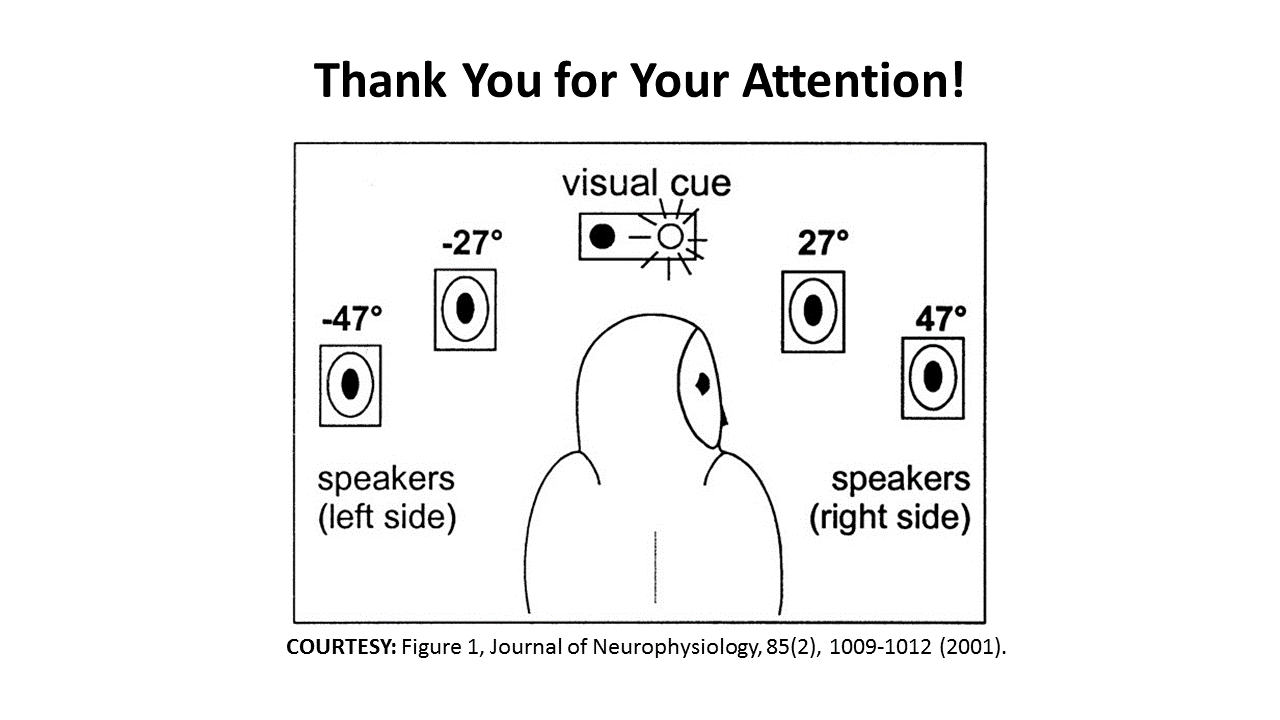 Thank You for Your Attention!
visual cue
-27°
27°
-47°
47°
speakers
(left side)
speakers
(right side)
COURTESY: Figure 1, Journal of Neurophysiology, 85(2), 1009-1012 (2001).